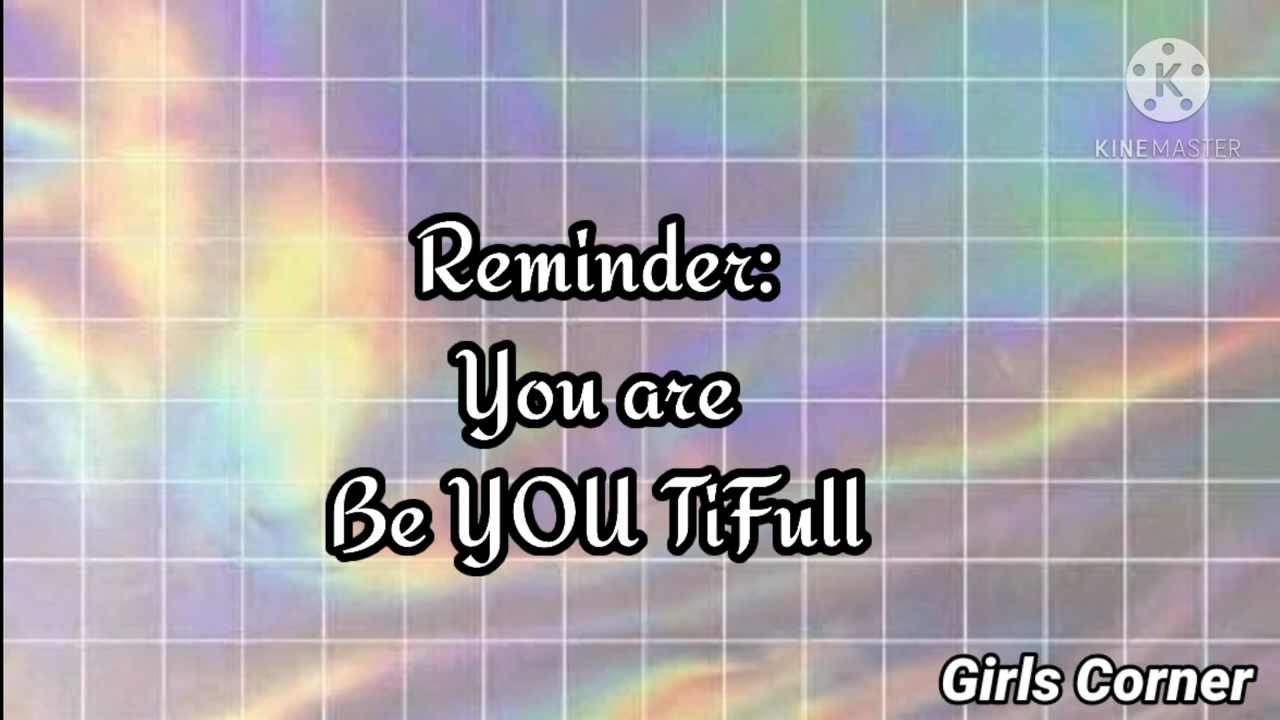 K
KINEMASTER
Reminder:
You are
Be YOU TiFull
Girls Corner